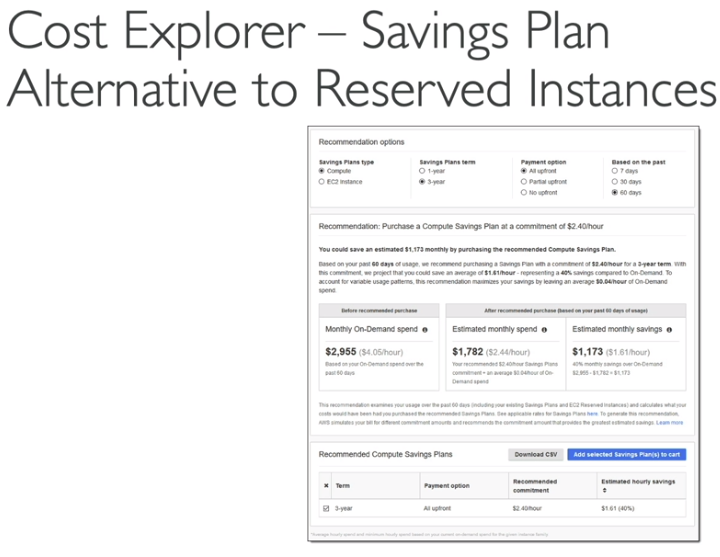 Cost Explorer – Savings Plan
Alternative to Reserved Instances
Recommendation options
Savings Plans type
Savings Plans term
Payment option
Based on the past
Compute
1-year
All upfront
7 days
EC2 Instance
3-year
Partial upfront
30 days
No upfront
60 days
Recommendation: Purchase a Compute Savings Plan at a commitment of $2.40/hour
You could save an estimated $1,173 monthly by purchasing the recommended Compute Savings Plan.
Based on your past 60 days of usage, we recommend purchasing a Savings Plan with a commitment of $2.40/hour for a 3-year term. With
this commitment, we project that you could save an average of $1.61/hour - representing a 40% savings compared to On-Demand. To
account for variable usage patterns, this recommendation maximizes your savings by leaving an average $0.04/hour of On-Demand
spend.
Before recommended purchase
After recommended purchase (based on your past 60 days of usage)
Monthly On-Demand spend
Estimated monthly spend
Estimated monthly savings
$2,955 ($4.05/hour)
$1,782 ($2.44/hour)
$1,173 ($1.61/hour)
Based on your On-Demand spend over the
past 60 days
Your recommended $2.40/hour Savings Plans
commitment + an average $0.04/hour of On-
Demand spend
40% monthly savings over On-Demand
$2,955 - $1,782 = $1,173
This recommendation examines your usage over the past 60 days (including your existing Savings Plans and EC2 Reserved Instances) and calculates what your
costs would have been had you purchased the recommended Savings Plans. See applicable rates for Savings Plans here. To generate this recommendation,
AWS simulates your bill for different commitment amounts and recommends the commitment amount that provides the greatest estimated savings. Learn more
Recommended Compute Savings Plans
Download CSV
Add selected Savings Plan(s) to cart
Term
Payment option
Recommended
commitment
Estimated hourly savings
3-year
All upfront
$2.40/hour
$1.61 (40%)
*Average hourly spend and minimum hourly spend based on your current on-demand spend for the given instance family.